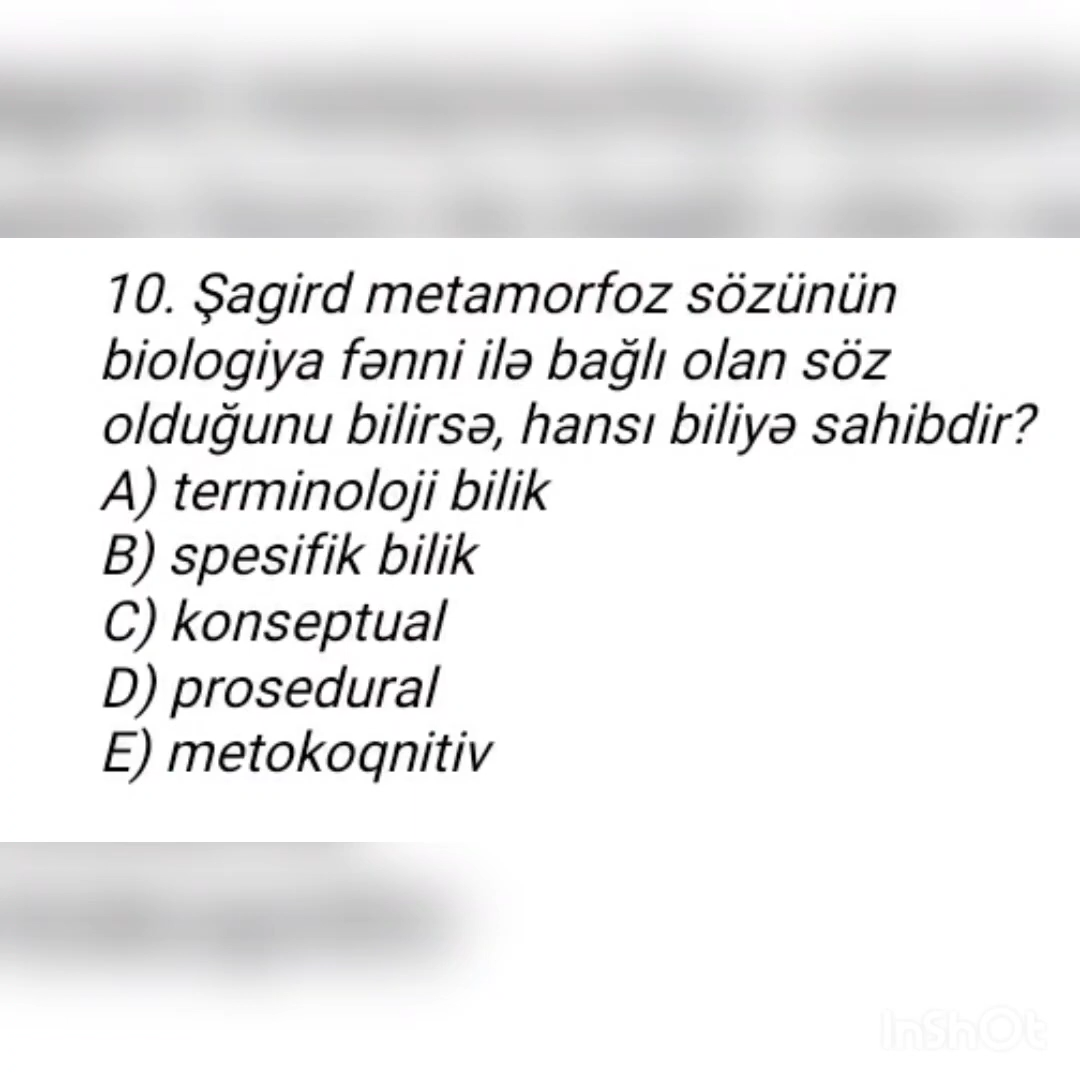 10. Şagird metamorfoz sözünün
biologiya fənni ilə bağlı olan söz
olduğunu bilirsə, hansı biliyə sahibdir?
A) terminoloji bilik
B) spesifik bilik
C) konseptual
D) prosedural
E) metokoqnitiv
InShOt